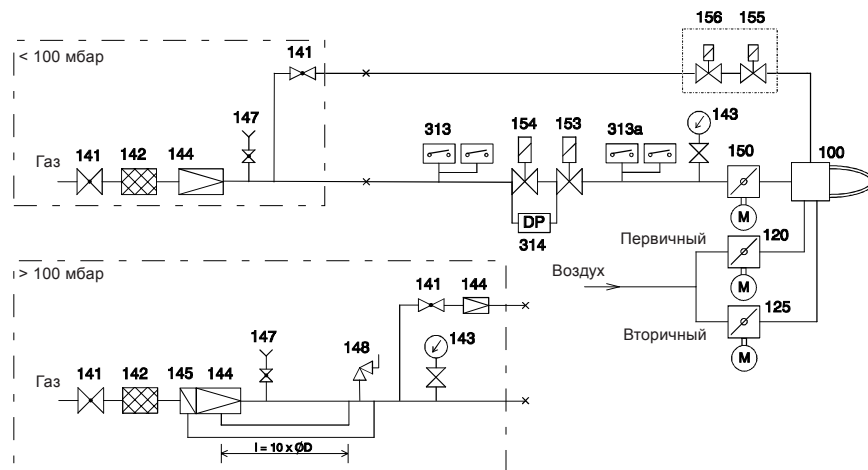 156 155
< 100 мбар
141
147
143
313 154 153 313a
Газ
141 142 144
150 100
DP
314
M
Первичный
120
Воздух
M
> 100 мбар
141 144
125
147
148 143
Вторичный
Газ
141 142 145 144
M
l = 10 x ØD